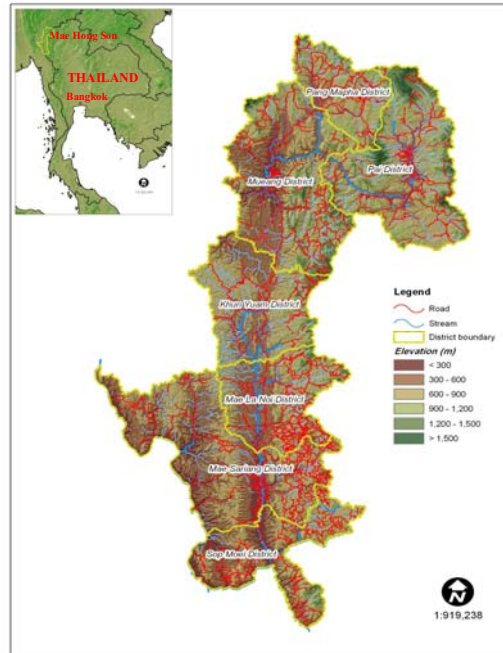 Mae Hong Son
THAILAND
Bangkok
Pang Mapha District
Pai District
Mueang District
Khun Yuam District
Mae La Noi District
Mae Sariang District
Sop Moei District
Legend
Road
Stream
District boundary
Elevation (m)
< 300
300 - 600
600 - 900
900 - 1,200
1,200 - 1,500
> 1,500
1:919,238